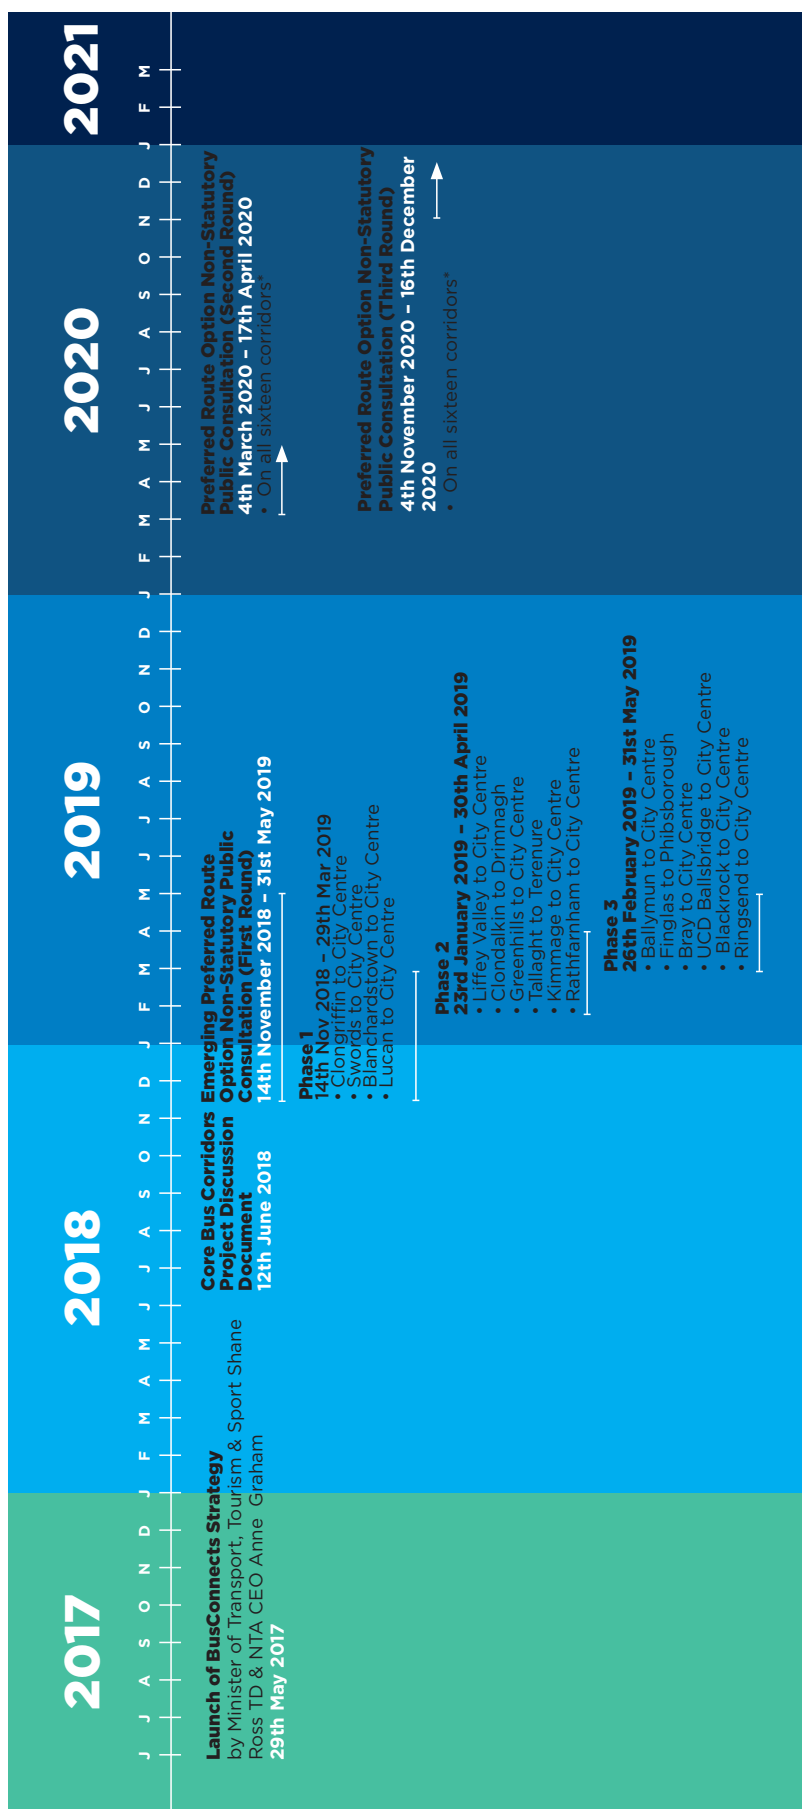 2017
2018
2019
2020
2021
J J A S O N D J F M A M J J A S O N D J F M A M J J A S O N D J F M A M J J A S O N D J F M
Launch of BusConnects Strategy
by Minister of Transport, Tourism & Sport Shane
Ross TD & NTA CEO Anne Graham
29th May 2017
Core Bus Corridors
Project Discussion
Document
12th June 2018
Emerging Preferred Route
Option Non-Statutory Public
Consultation (First Round)
14th November 2018 – 31st May 2019
Phase 1
14th Nov 2018 – 29th Mar 2019
• Clongriffin to City Centre
• Swords to City Centre
• Blanchardstown to City Centre
• Lucan to City Centre
Phase 2
23rd January 2019 – 30th April 2019
• Liffey Valley to City Centre
• Clondalkin to Drimnagh
• Greenhills to City Centre
• Tallaght to Terenure
• Kimmage to City Centre
• Rathfarnham to City Centre
Phase 3
26th February 2019 – 31st May 2019
• Ballymun to City Centre
• Finglas to Phibsborough
• Bray to City Centre
• UCD Ballsbridge to City Centre
• Blackrock to City Centre
• Ringsend to City Centre
Preferred Route Option Non-Statutory
Public Consultation (Second Round)
4th March 2020 – 17th April 2020
• On all sixteen corridors*
Preferred Route Option Non-Statutory
Public Consultation (Third Round)
4th November 2020 – 16th December
2020
• On all sixteen corridors*